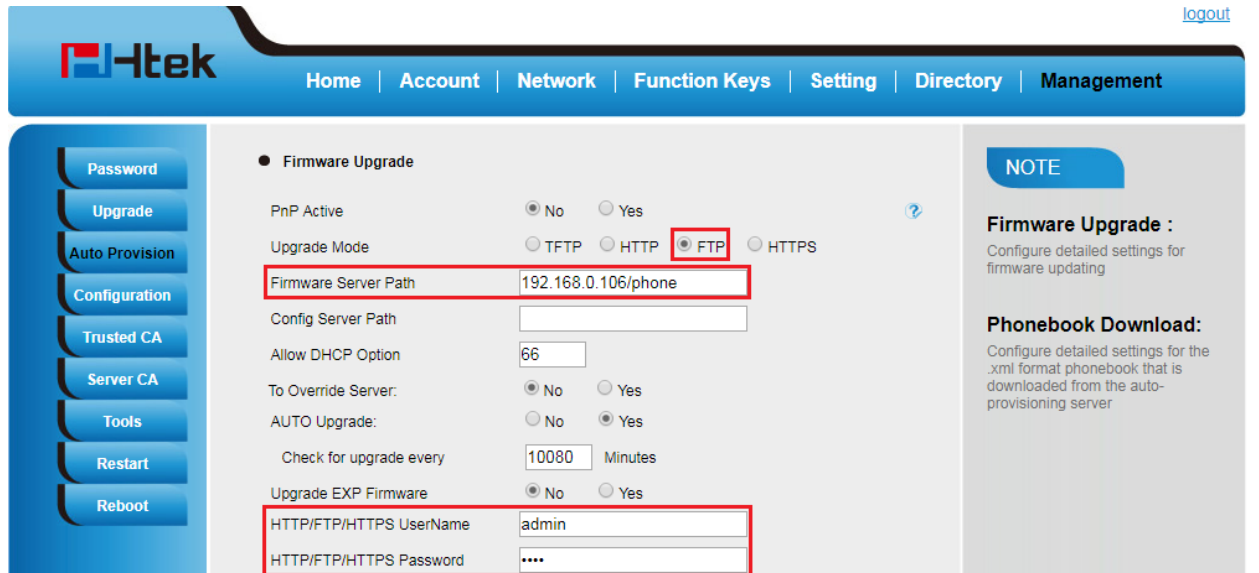 logout
Htek
Home | Account | Network | Function Keys | Setting | Directory | Management
Password
Upgrade
Auto Provision
Configuration
Trusted CA
Server CA
Tools
Restart
Reboot
Firmware Upgrade
PnP Active No Yes
Upgrade Mode TFTP HTTP FTP HTTPS
Firmware Server Path 192.168.0.106/phone
Config Server Path
Allow DHCP Option 66
To Override Server: No Yes
AUTO Upgrade: No Yes
Check for upgrade every 10080 Minutes
Upgrade EXP Firmware No Yes
HTTP/FTP/HTTPS UserName admin
HTTP/FTP/HTTPS Password ••••
NOTE
Firmware Upgrade :
Configure detailed settings for
firmware updating
Phonebook Download:
Configure detailed settings for the
.xml format phonebook that is
downloaded from the auto-
provisioning server